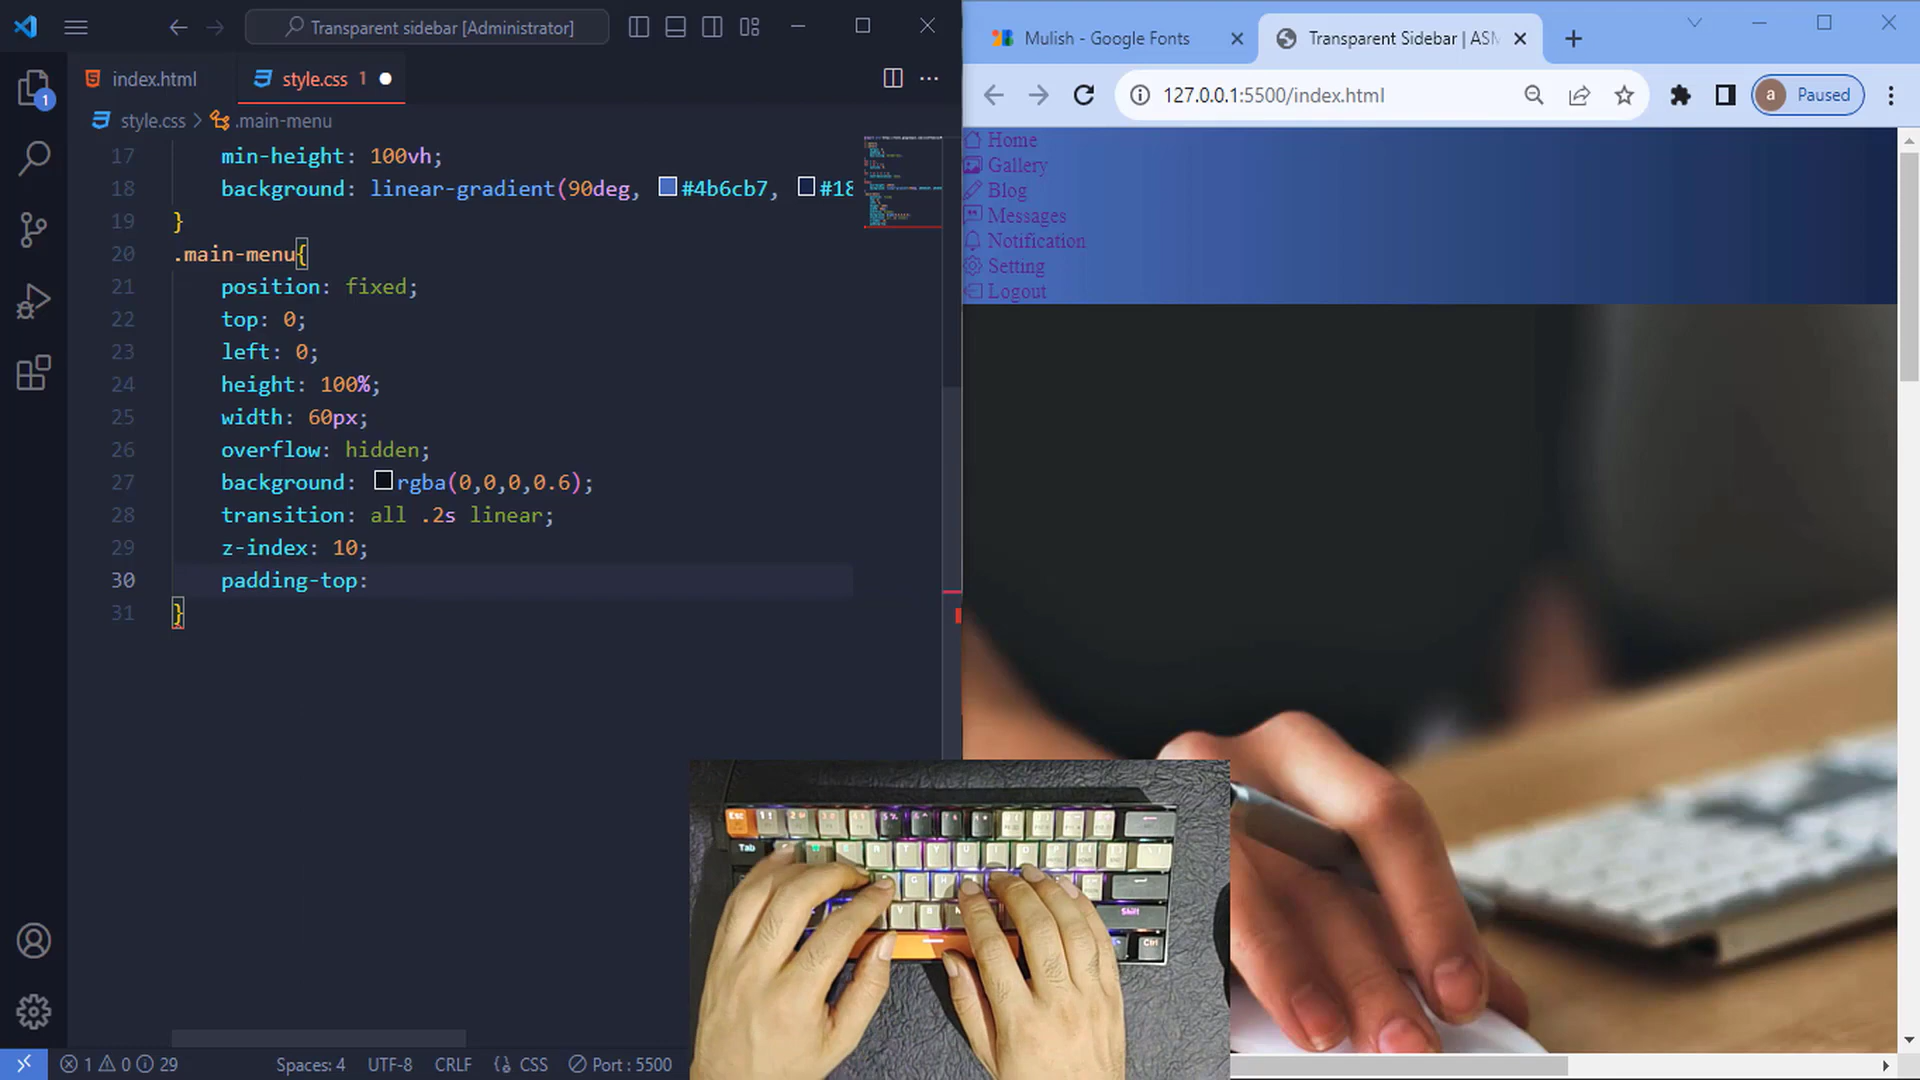 Transparent sidebar [Administrator]
index.html
style.css 1
style.css > .main-menu
17 min-height: 100vh;
18 background: linear-gradient(90deg, #4b6cb7, #18
19 }
20 .main-menu{
21 position: fixed;
22 top: 0;
23 left: 0;
24 height: 100%;
25 width: 60px;
26 overflow: hidden;
27 background: rgba(0,0,0,0.6);
28 transition: all .2s linear;
29 z-index: 10;
30 padding-top:
31 }
1
1 0 29
Spaces: 4
UTF-8
CRLF
{} CSS
Port : 5500
Mulish - Google Fonts
Transparent Sidebar | ASM
127.0.0.1:5500/index.html
a Paused
Home
Gallery
Blog
Messages
Notification
Setting
Logout
Esc
Tab
Shift
Ctrl